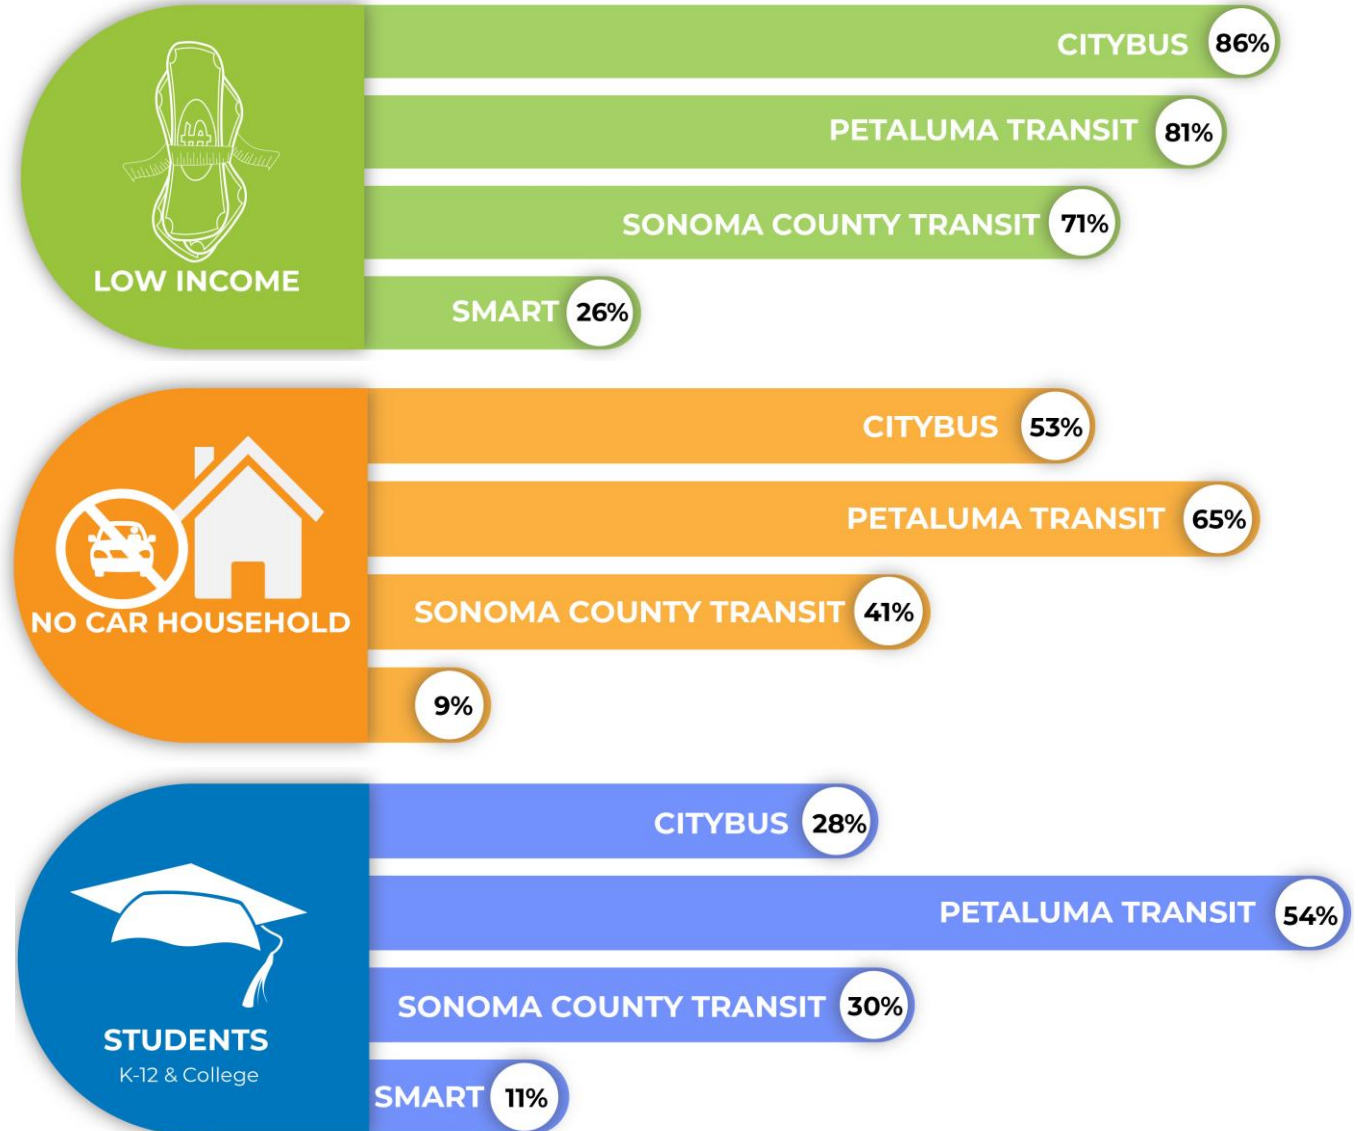 CITYBUS 86%
PETALUMA TRANSIT 81%
SONOMA COUNTY TRANSIT 71%
SMART 26%
LOW INCOME
CITYBUS 53%
PETALUMA TRANSIT 65%
SONOMA COUNTY TRANSIT 41%
9%
NO CAR HOUSEHOLD
CITYBUS 28%
PETALUMA TRANSIT 54%
SONOMA COUNTY TRANSIT 30%
SMART 11%
STUDENTS
K-12 & College